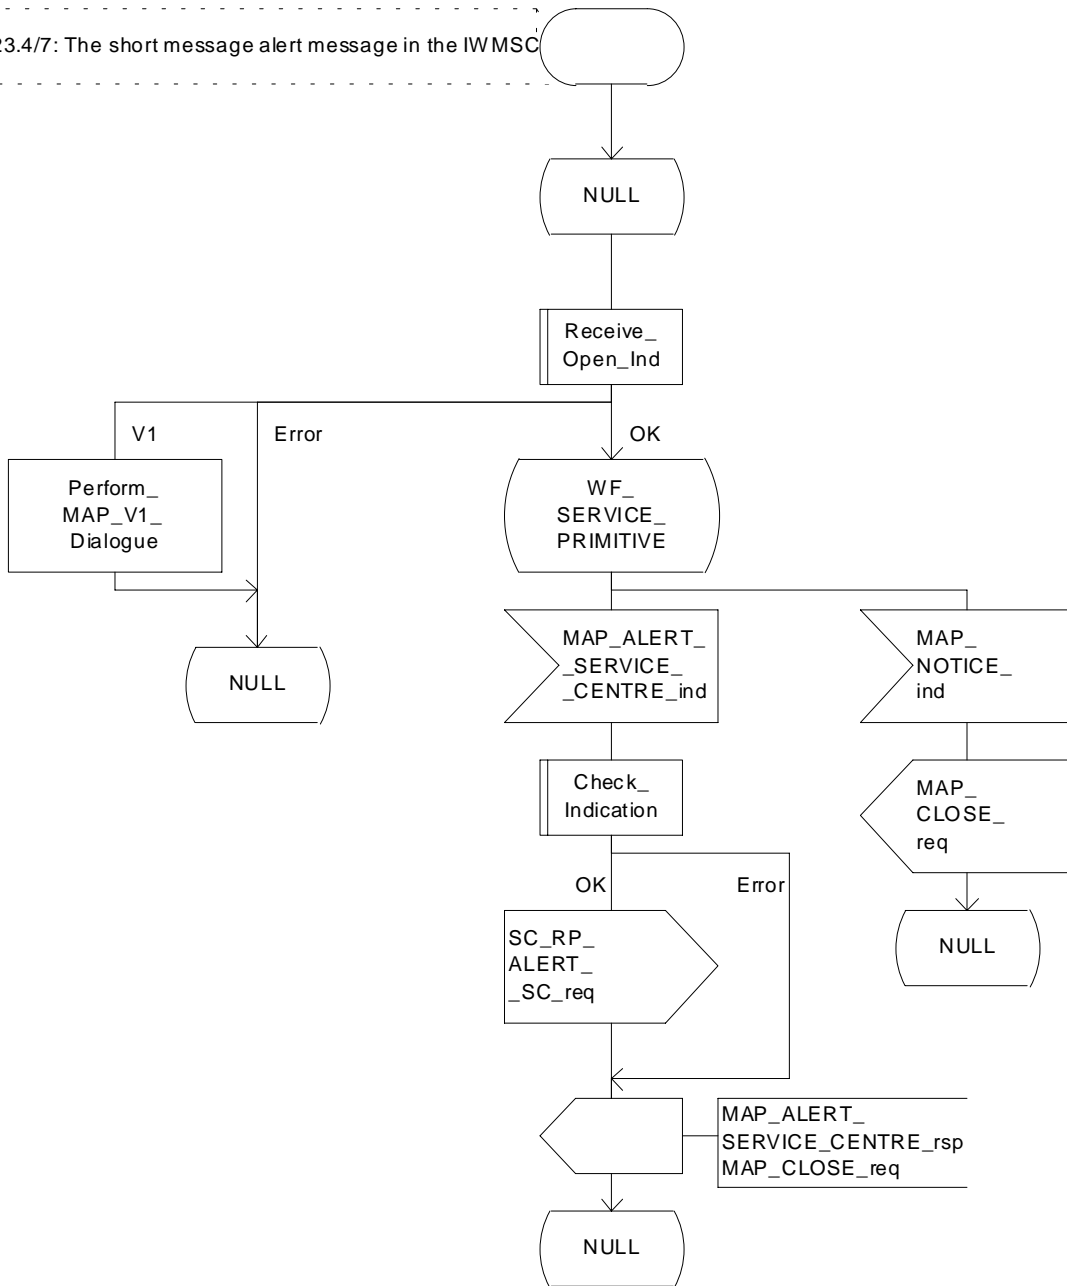 23.4/7: The short message alert message in the IWMSC
NULL
Receive_
Open_Ind
V1
Error
OK
Perform_
MAP_V1_
Dialogue
WF_
SERVICE_
PRIMITIVE
MAP_ALERT_
_SERVICE_
_CENTRE_ind
MAP_
NOTICE_
ind
NULL
Check_
Indication
MAP_
CLOSE_
req
OK
Error
SC_RP_
ALERT_
_SC_req
NULL
MAP_ALERT_
SERVICE_CENTRE_rsp
MAP_CLOSE_req
NULL